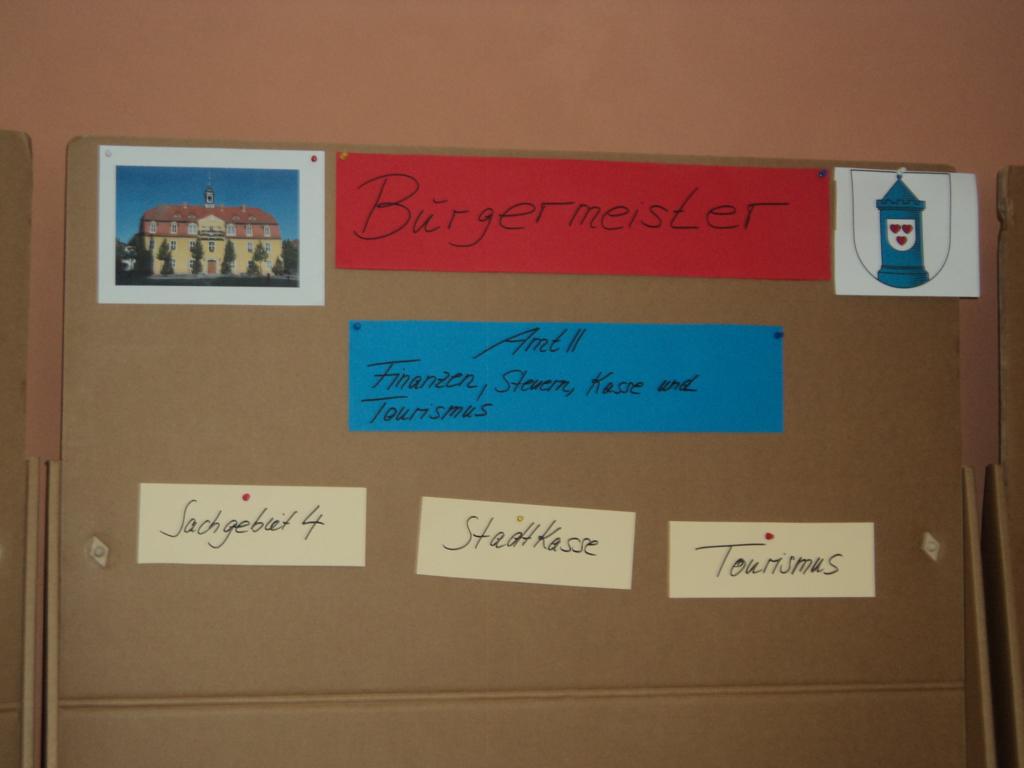 Bürgermeister
Amt II
Finanzen, Steuern, Kasse und
Tourismus
Sachgebiet 4
Stadtkasse
Tourismus